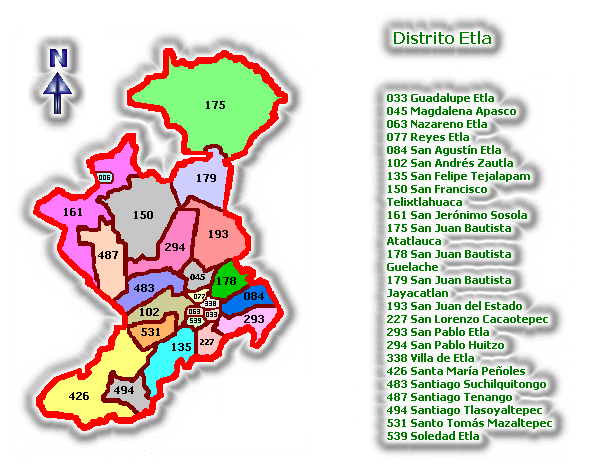 Distrito Etla
N
033 Guadalupe Etla
045 Magdalena Apasco
063 Nazareno Etla
077 Reyes Etla
084 San Agustín Etla
102 San Andrés Zautla
135 San Felipe Tejalapam
150 San Francisco
Telixtlahuaca
161 San Jerónimo Sosola
175 San Juan Bautista
Atatlauca
178 San Juan Bautista
Guelache
179 San Juan Bautista
Jayacatlan
193 San Juan del Estado
227 San Lorenzo Cacaotepec
293 San Pablo Etla
294 San Pablo Huitzo
338 Villa de Etla
426 Santa María Peñoles
483 Santiago Suchilquitongo
487 Santiago Tenango
494 Santiago Tlasoyaltepec
531 Santo Tomás Mazaltepec
539 Soledad Etla
175
006
179
161
150
193
294
487
045
178
483
084
072
338
102
063
033
293
539
531
227
135
494
426